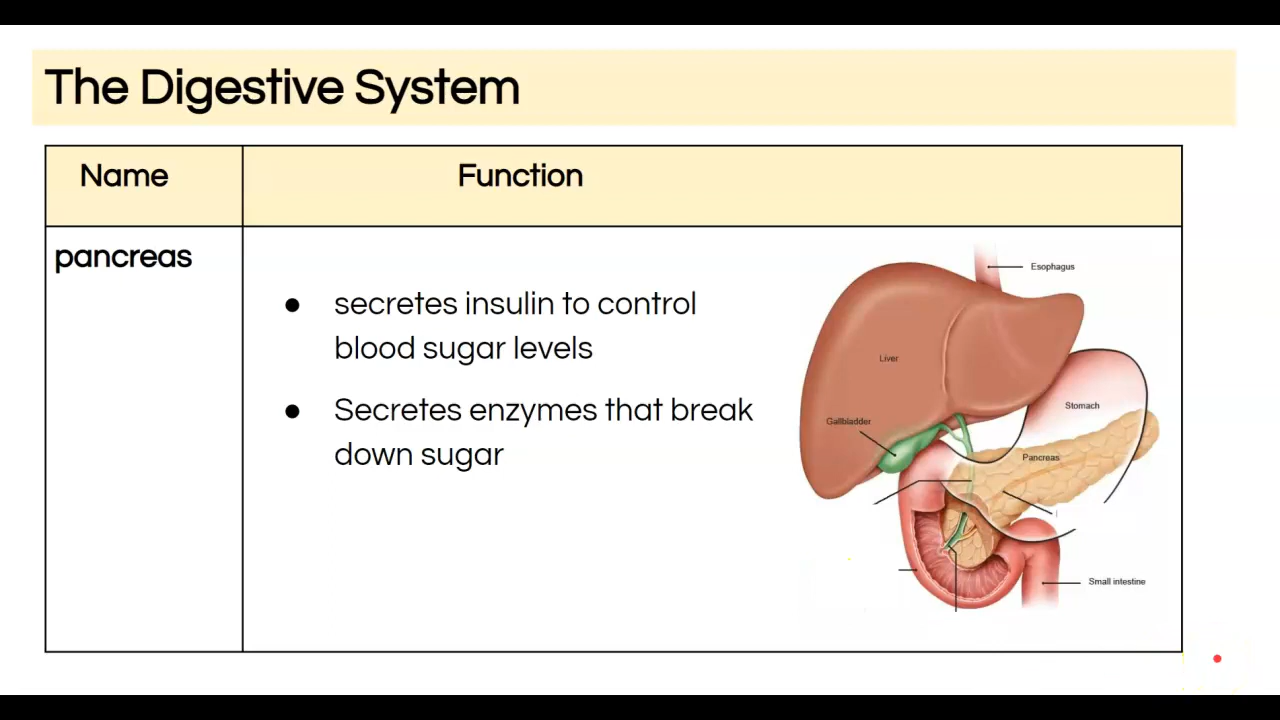 The Digestive System
Name
Function
pancreas
● secretes insulin to control
blood sugar levels
● Secretes enzymes that break
down sugar
Esophagus
Liver
Stomach
Gallbladder
Pancreas
Small intestine